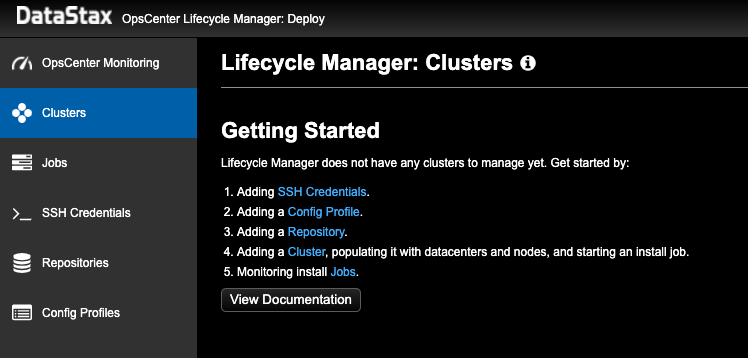 DataStax OpsCenter Lifecycle Manager: Deploy
OpsCenter Monitoring
Clusters
Jobs
SSH Credentials
Repositories
Config Profiles
Lifecycle Manager: Clusters
Getting Started
Lifecycle Manager does not have any clusters to manage yet. Get started by:
1. Adding SSH Credentials.
2. Adding a Config Profile.
3. Adding a Repository.
4. Adding a Cluster, populating it with datacenters and nodes, and starting an install job.
5. Monitoring install Jobs.
View Documentation